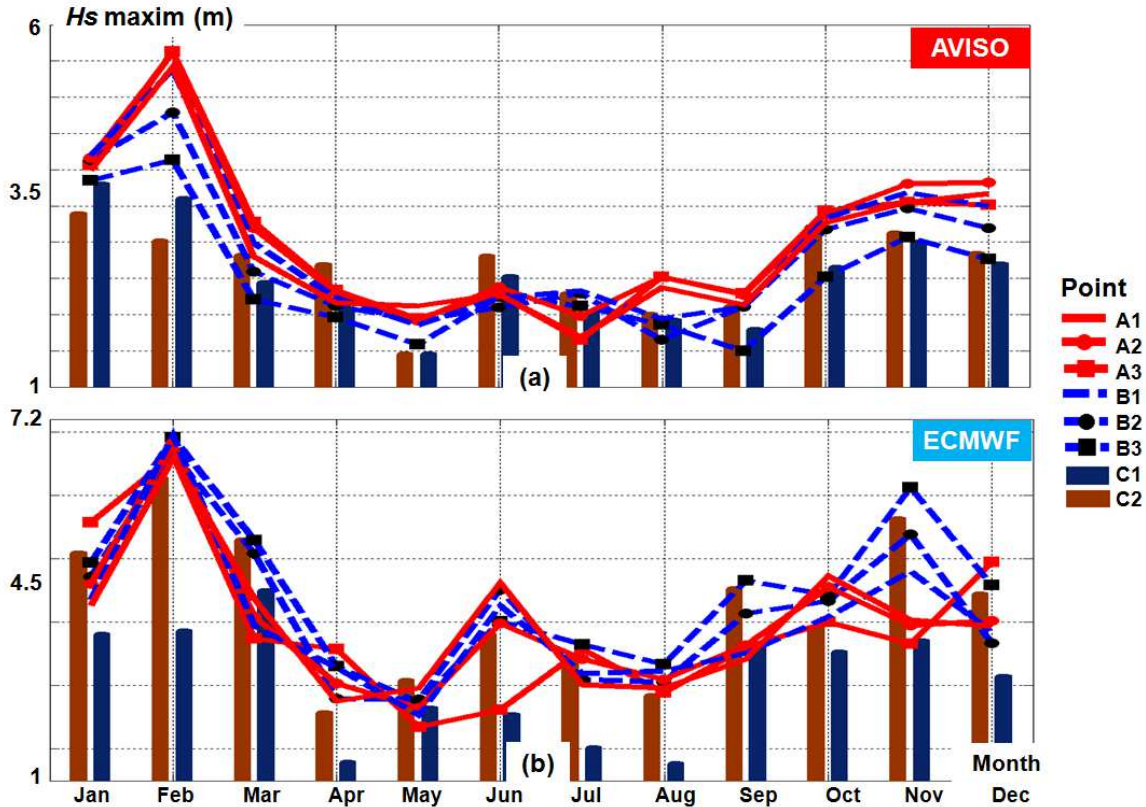 Hs maxim (m)
6
AVISO
3.5
1
(a)
7.2
ECMWF
4.5
1
(b)
Month
Jan Feb Mar Apr May Jun Jul Aug Sep Oct Nov Dec
Point
A1
A2
A3
B1
B2
B3
C1
C2